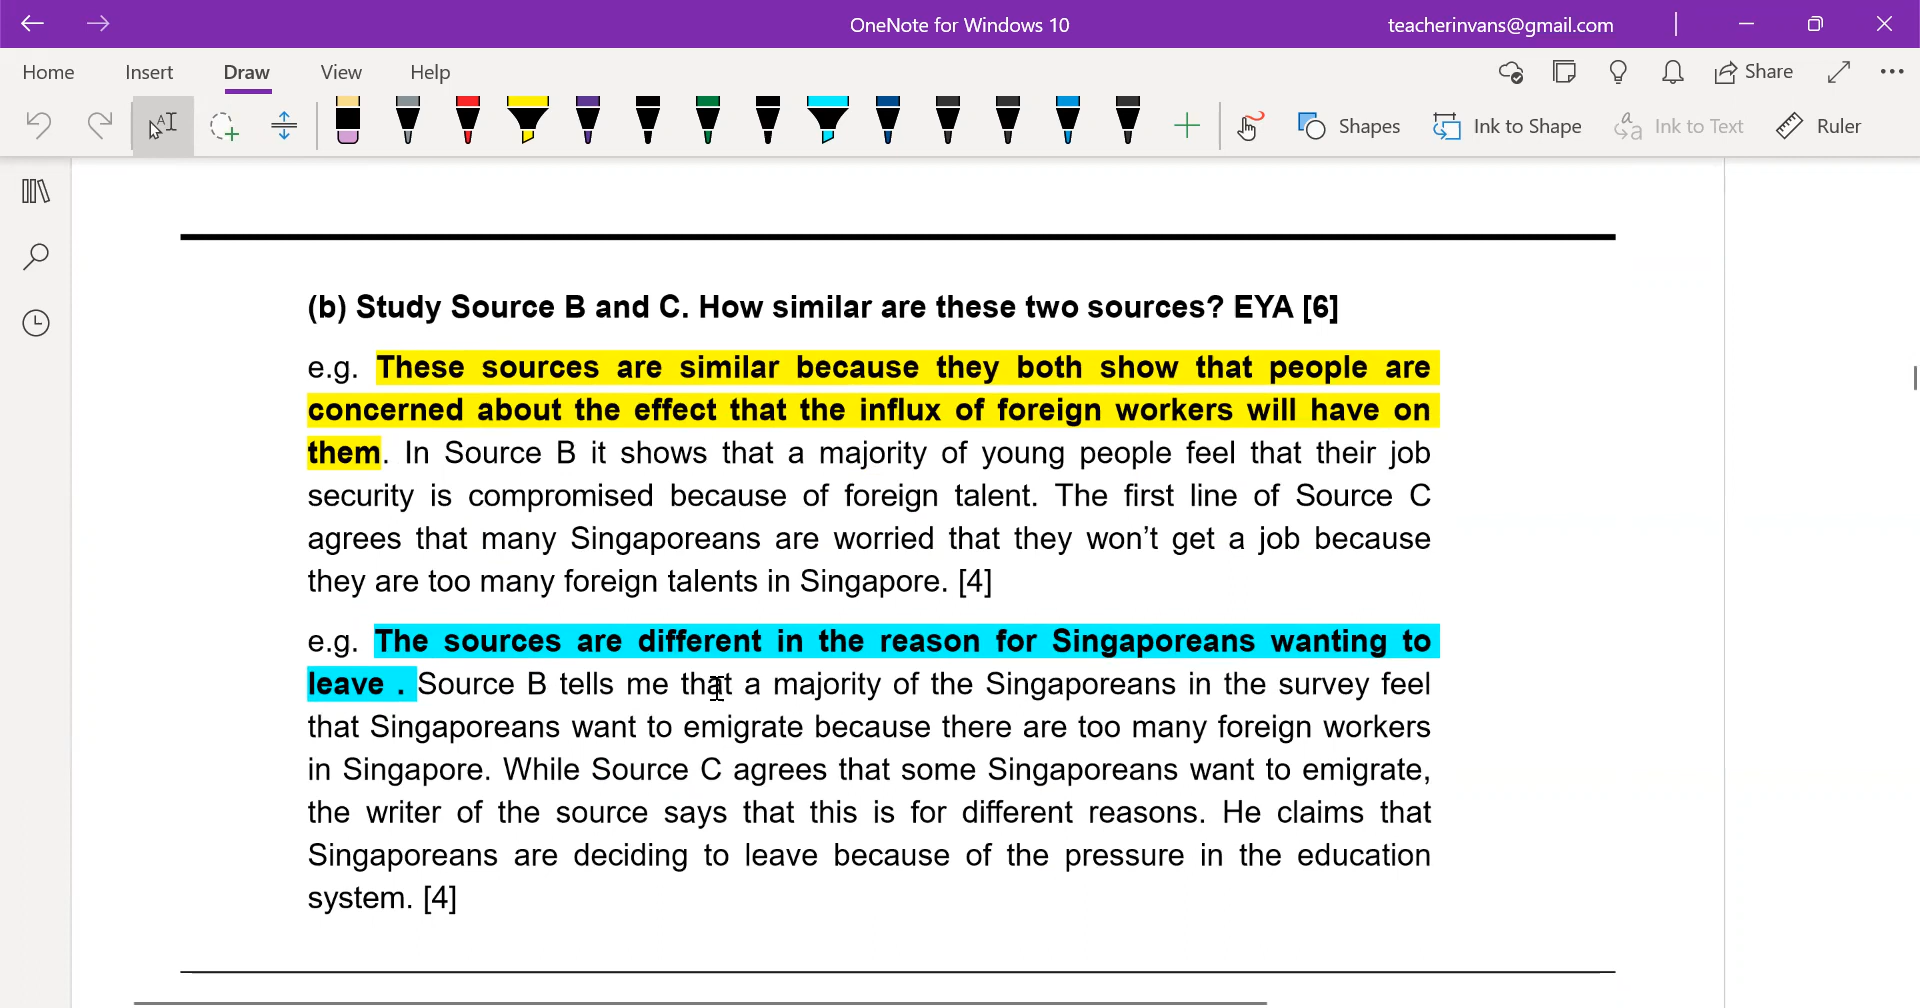 OneNote for Windows 10
teacherinvans@gmail.com
Home Insert Draw View Help
Share
Shapes Ink to Shape Ink to Text Ruler
(b) Study Source B and C. How similar are these two sources? EYA [6]
e.g. These sources are similar because they both show that people are
concerned about the effect that the influx of foreign workers will have on
them. In Source B it shows that a majority of young people feel that their job
security is compromised because of foreign talent. The first line of Source C
agrees that many Singaporeans are worried that they won’t get a job because
they are too many foreign talents in Singapore. [4]
e.g. The sources are different in the reason for Singaporeans wanting to
leave . Source B tells me that a majority of the Singaporeans in the survey feel
that Singaporeans want to emigrate because there are too many foreign workers
in Singapore. While Source C agrees that some Singaporeans want to emigrate,
the writer of the source says that this is for different reasons. He claims that
Singaporeans are deciding to leave because of the pressure in the education
system. [4]